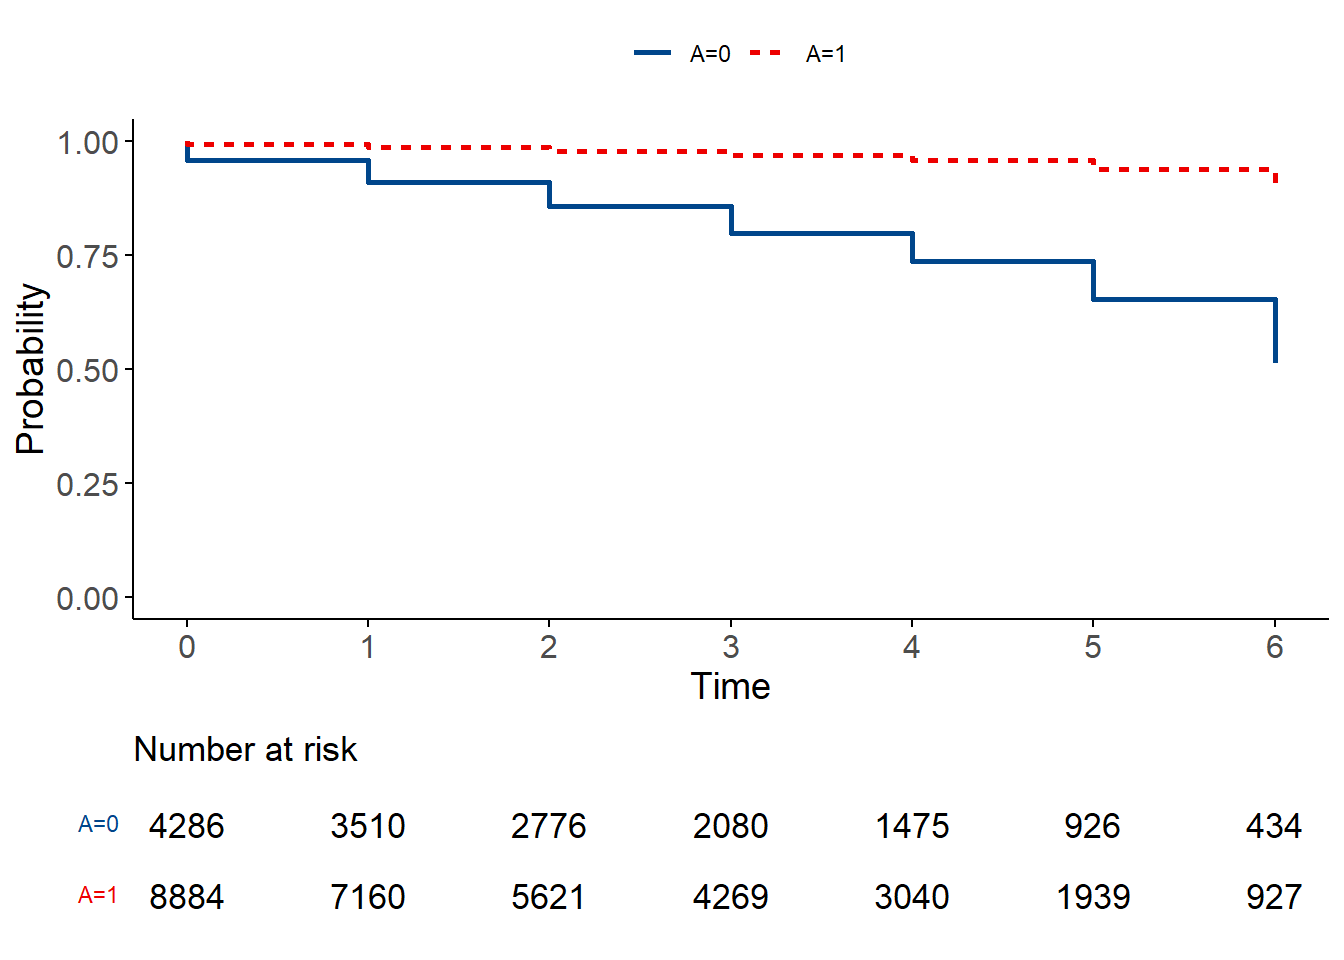 A=0 A=1
1.00
0.75
0.50
0.25
0.00
Probability
0 1 2 3 4 5 6
Time
Number at risk
A=0 4286 3510 2776 2080 1475 926 434
A=1 8884 7160 5621 4269 3040 1939 927